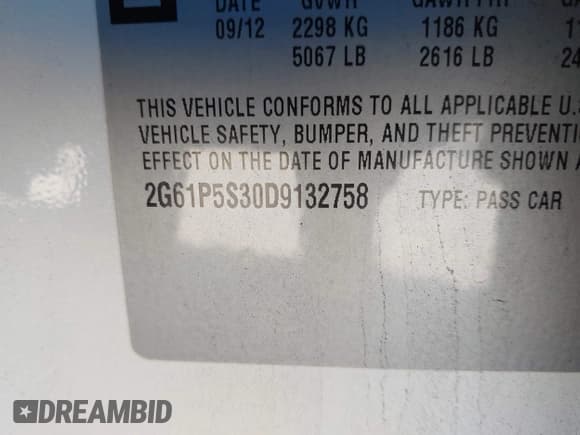 DATE GVWR GAWR FRT
09/12 2298 KG 1186 KG
5067 LB 2616 LB 24
THIS VEHICLE CONFORMS TO ALL APPLICABLE U.S
VEHICLE SAFETY, BUMPER, AND THEFT PREVENTI
EFFECT ON THE DATE OF MANUFACTURE SHOWN A
2G61P5S30D9132758 TYPE: PASS CAR
DREAMBID